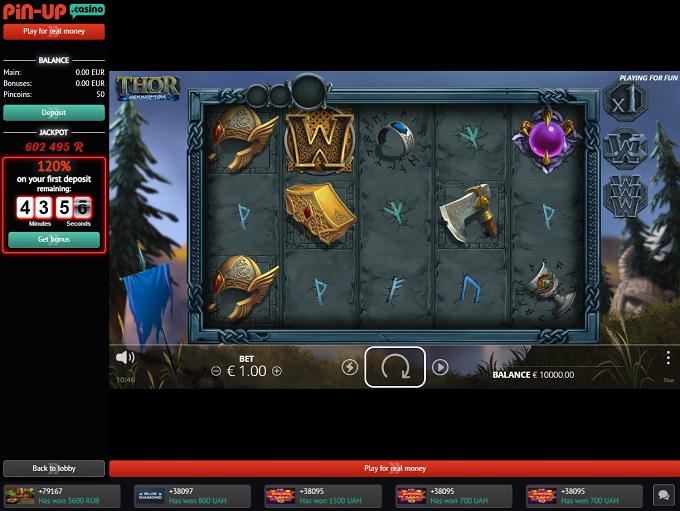 PiN-UP .casino
Play for real money
BALANCE
Main: 0.00 EUR
Bonuses: 0.00 EUR
Pincoins: 50
Deposit
JACKPOT
602 495 R
120%
on your first deposit
remaining:
4 3 5
Minutes Seconds
Get bonus
THOR
PLAYING FOR FUN
x1
W
W
W
W
BET
€ 1.00
BALANCE € 10000.00
10:46
Thor
Back to lobby
Play for real money
+79167
Has won 3600 RUB
BLUE
DIAMOND
+38097
Has won 800 UAH
+38095
Has won 1500 UAH
+38095
Has won 700 UAH
+38095
Has won 700 UAH